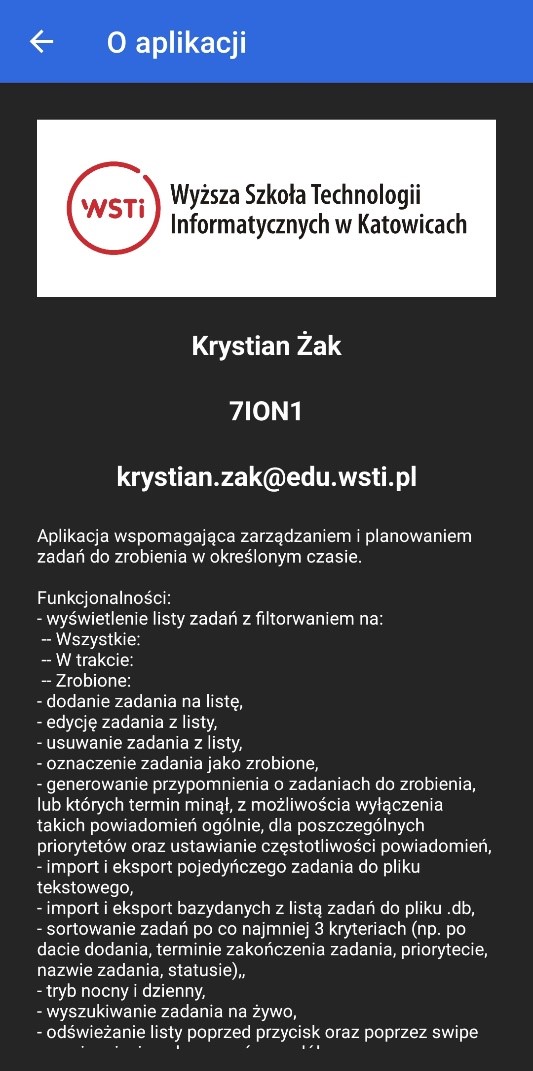 O aplikacji
WSTi
Wyższa Szkoła Technologii
Informatycznych w Katowicach
Krystian Żak
7ION1
krystian.zak@edu.wsti.pl
Aplikacja wspomagająca zarządzaniem i planowaniem
zadań do zrobienia w określonym czasie.
Funkcjonalności:
- wyświetlenie listy zadań z filtorwaniem na:
-- Wszystkie:
-- W trakcie:
-- Zrobione:
- dodanie zadania na listę,
- edycję zadania z listy,
- usuwanie zadania z listy,
- oznaczenie zadania jako zrobione,
- generowanie przypomnienia o zadaniach do zrobienia,
lub których termin minął, z możliwościa wyłączenia
takich powiadomień ogólnie, dla poszczególnych
priorytetów oraz ustawianie częstotliwości powiadomień,
- import i eksport pojedyńczego zadania do pliku
tekstowego,
- import i eksport bazydanych z listą zadań do pliku .db,
- sortowanie zadań po co najmniej 3 kryteriach (np. po
dacie dodania, terminie zakończenia zadania, priorytecie,
nazwie zadania, statusie),,
- tryb nocny i dzienny,
- wyszukiwanie zadania na żywo,
- odświeżanie listy poprzed przycisk oraz poprzez swipe